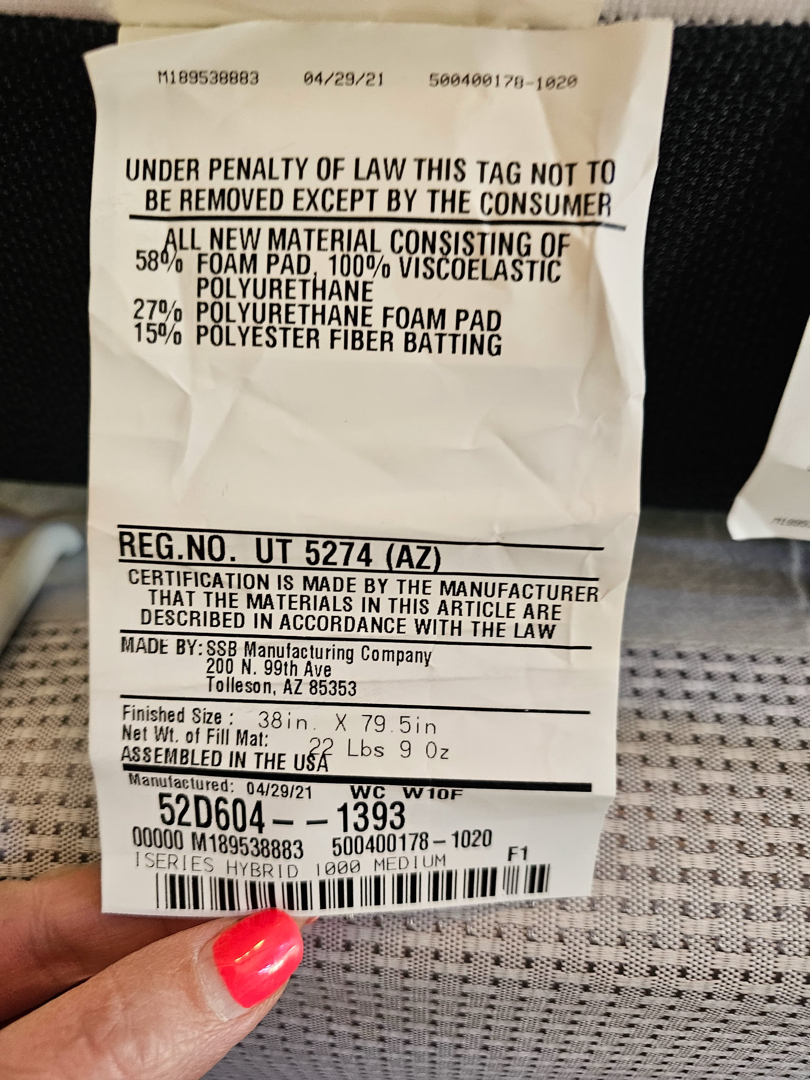 M189538883 04/29/21 500400178-1020
UNDER PENALTY OF LAW THIS TAG NOT TO
BE REMOVED EXCEPT BY THE CONSUMER
ALL NEW MATERIAL CONSISTING OF
58% FOAM PAD, 100% VISCOELASTIC
POLYURETHANE
27% POLYURETHANE FOAM PAD
15% POLYESTER FIBER BATTING
REG.NO. UT 5274 (AZ)
CERTIFICATION IS MADE BY THE MANUFACTURER
THAT THE MATERIALS IN THIS ARTICLE ARE
DESCRIBED IN ACCORDANCE WITH THE LAW
MADE BY: SSB Manufacturing Company
200 N. 99th Ave
Tolleson, AZ 85353
Finished Size : 38in. X 79.5in
Net Wt. of Fill Mat: 22 Lbs 9 Oz
ASSEMBLED IN THE USA
Manufactured: 04/29/21 WC W10F
52D604-- -1393
00000 M189538883 500400178-1020
ISERIES HYBRID 1000 MEDIUM F1